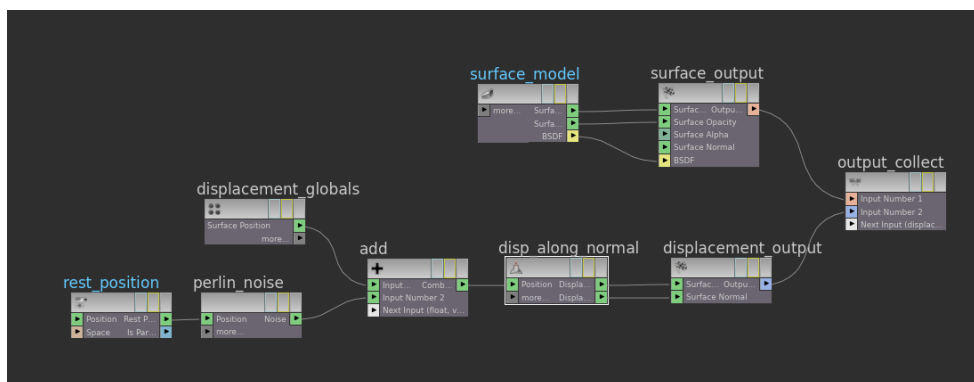 surface_model
more... Surfa...
Surfa...
BSDF
surface_output
Surfac... Outpu...
Surface Opacity
Surface Alpha
Surface Normal
BSDF
output_collect
Input Number 1
Input Number 2
Next Input (displac...
displacement_globals
Surface Position
more...
add
Input... Comb...
Input Number 2
Next Input (float, v...
disp_along_normal
Position Displa...
more... Displa...
displacement_output
Surfac... Outpu...
Surface Normal
rest_position
Position Rest P...
Space Is Par...
perlin_noise
Position Noise
more...